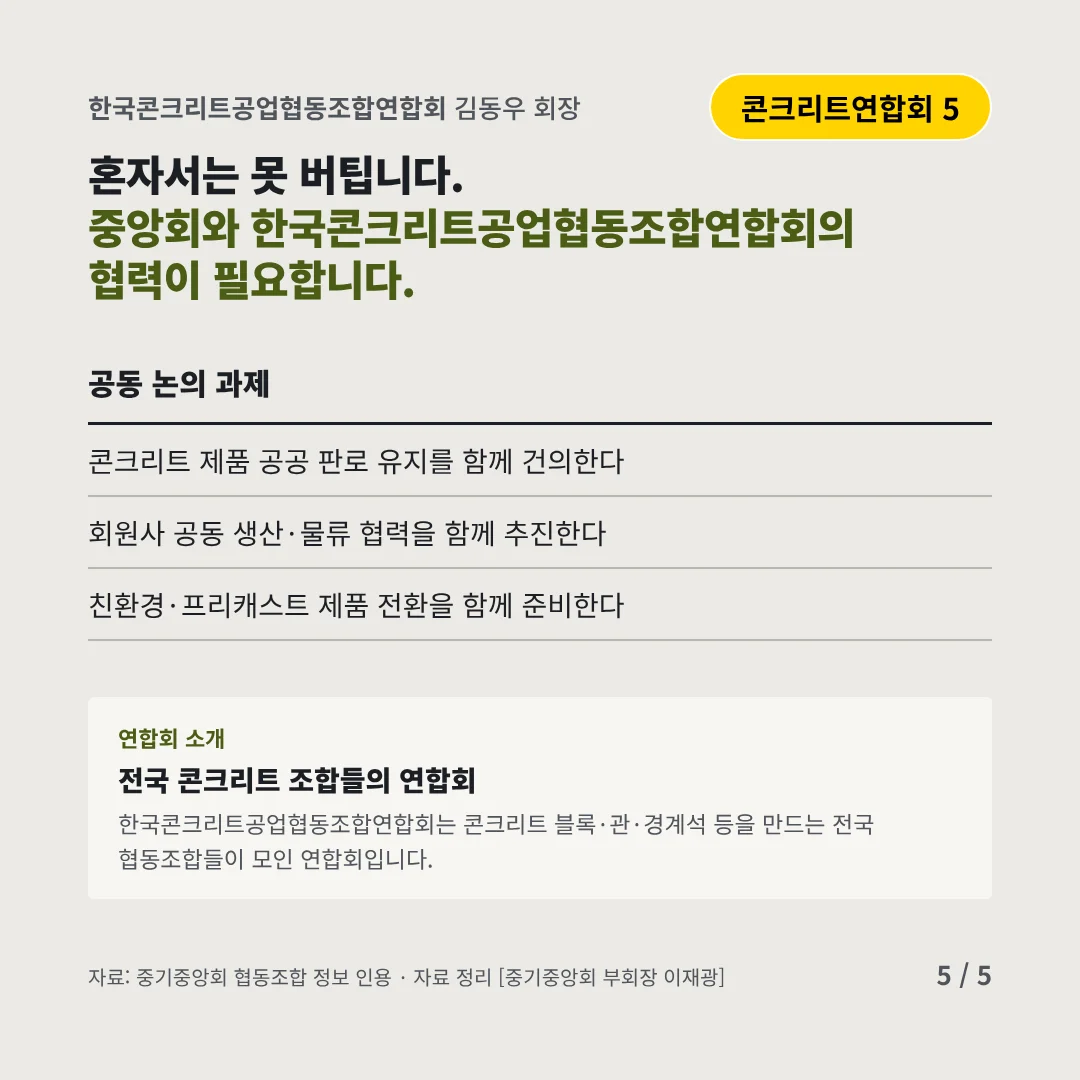 한국콘크리트공업협동조합연합회 김동우 회장
콘크리트연합회 5
혼자서는 못 버팁니다.
중앙회와 한국콘크리트공업협동조합연합회의
협력이 필요합니다.
공동 논의 과제
콘크리트 제품 공공 판로 유지를 함께 건의한다
회원사 공동 생산·물류 협력을 함께 추진한다
친환경·프리캐스트 제품 전환을 함께 준비한다
연합회 소개
전국 콘크리트 조합들의 연합회
한국콘크리트공업협동조합연합회는 콘크리트 블록·관·경계석 등을 만드는 전국
협동조합들이 모인 연합회입니다.
자료: 중기중앙회 협동조합 정보 인용 · 자료 정리 [중기중앙회 부회장 이재광]
5 / 5